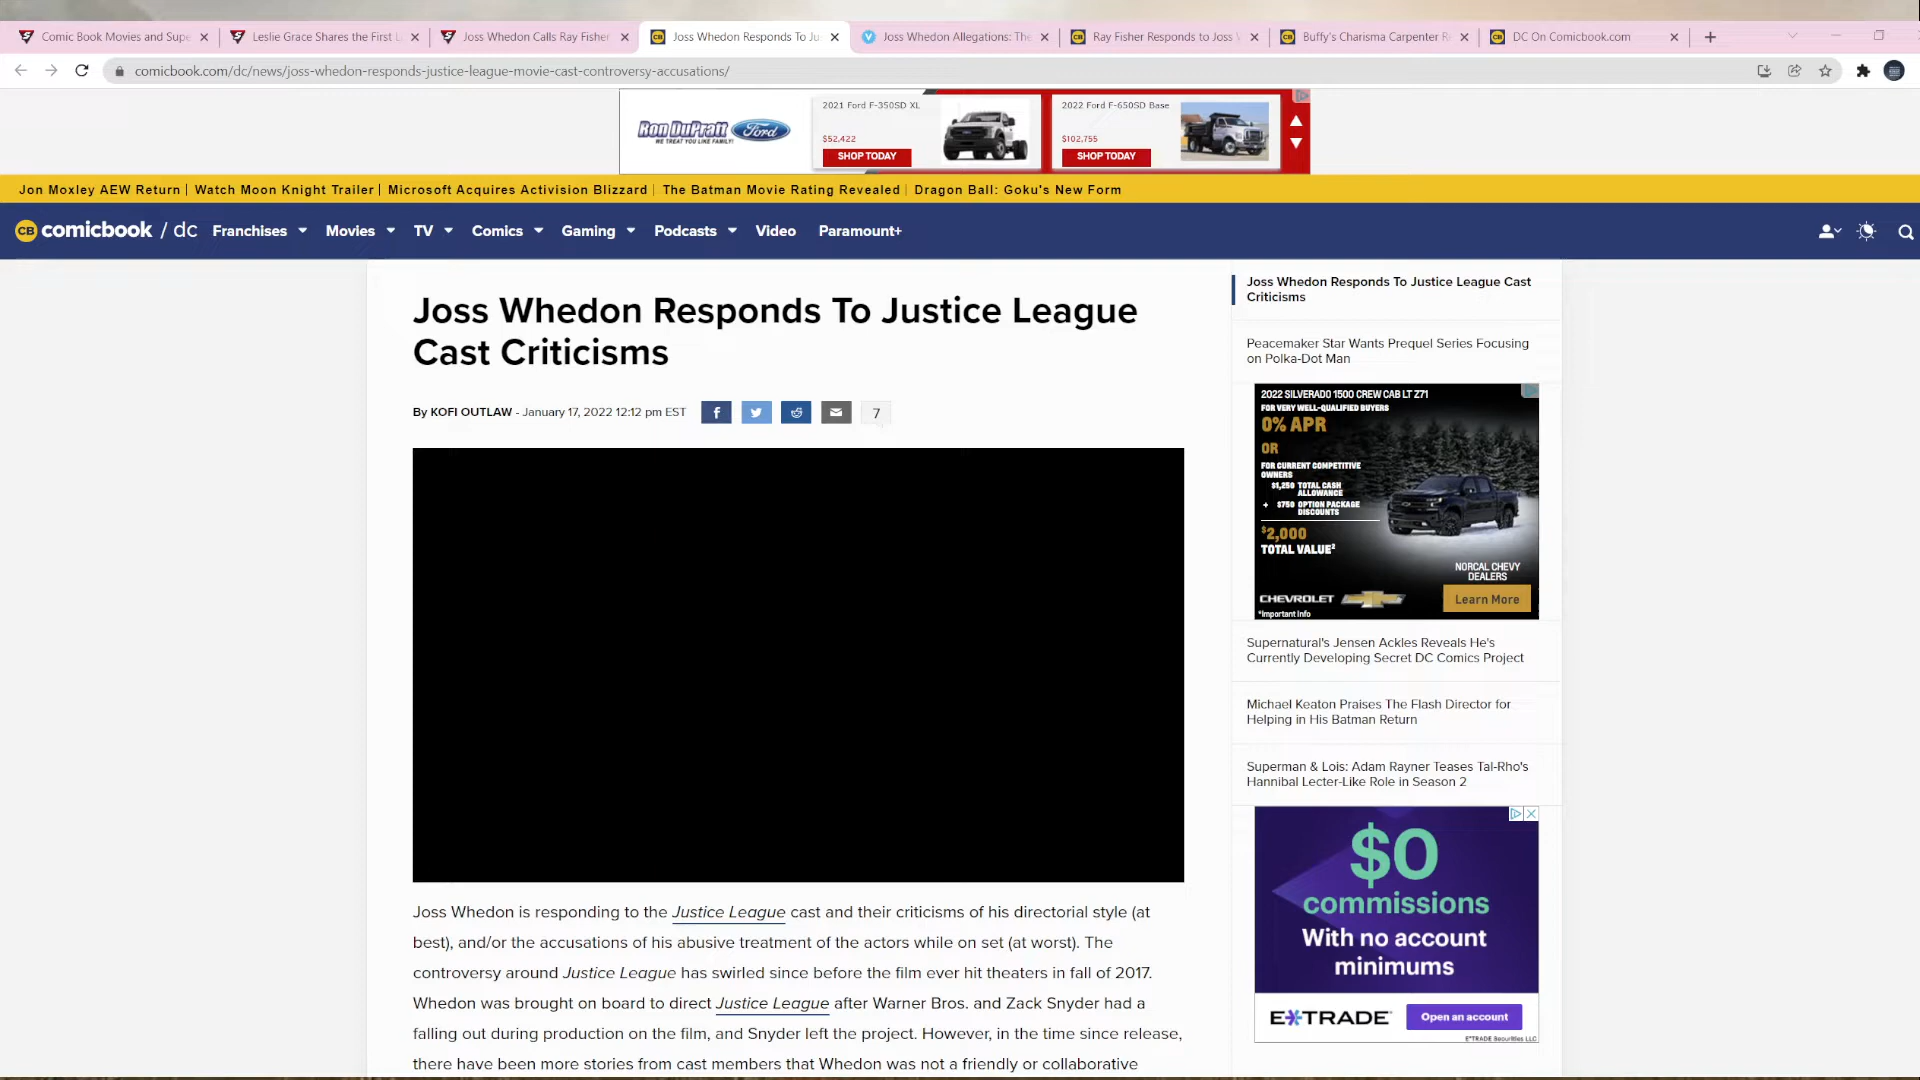 Comic Book Movies and Supe
Leslie Grace Shares the First L
Joss Whedon Calls Ray Fisher
Joss Whedon Responds To Ju
Joss Whedon Allegations: The
Ray Fisher Responds to Joss
Buffy's Charisma Carpenter R
DC On Comicbook.com
comicbook.com/dc/news/joss-whedon-responds-justice-league-movie-cast-controversy-accusations/
Ron DuPratt Ford
WE TREAT YOU LIKE FAMILY!
2021 Ford F-350SD XL
$52,422
SHOP TODAY
2022 Ford F-650SD Base
$102,755
SHOP TODAY
Jon Moxley AEW Return | Watch Moon Knight Trailer | Microsoft Acquires Activision Blizzard | The Batman Movie Rating Revealed | Dragon Ball: Goku's New Form
CB comicbook / dc Franchises Movies TV Comics Gaming Podcasts Video Paramount+
Joss Whedon Responds To Justice League
Cast Criticisms
By KOFI OUTLAW - January 17, 2022 12:12 pm EST
7
Joss Whedon is responding to the Justice League cast and their criticisms of his directorial style (at
best), and/or the accusations of his abusive treatment of the actors while on set (at worst). The
controversy around Justice League has swirled since before the film ever hit theaters in fall of 2017.
Whedon was brought on board to direct Justice League after Warner Bros. and Zack Snyder had a
falling out during production on the film, and Snyder left the project. However, in the time since release,
there have been more stories from cast members that Whedon was not a friendly or collaborative
Joss Whedon Responds To Justice League Cast
Criticisms
Peacemaker Star Wants Prequel Series Focusing
on Polka-Dot Man
2022 SILVERADO 1500 CREW CAB LT Z71
FOR VERY WELL-QUALIFIED BUYERS
0% APR
OR
FOR CURRENT COMPETITIVE
OWNERS
$1,250 TOTAL CASH
ALLOWANCE
+ $750 OPTION PACKAGE
DISCOUNTS
$2,000
TOTAL VALUE²
NORCAL CHEVY
DEALERS
CHEVROLET
Learn More
*Important Info
Supernatural's Jensen Ackles Reveals He's
Currently Developing Secret DC Comics Project
Michael Keaton Praises The Flash Director for
Helping in His Batman Return
Superman & Lois: Adam Rayner Teases Tal-Rho's
Hannibal Lecter-Like Role in Season 2
$0
commissions
With no account
minimums
E*TRADE
Open an account
E*TRADE Securities LLC